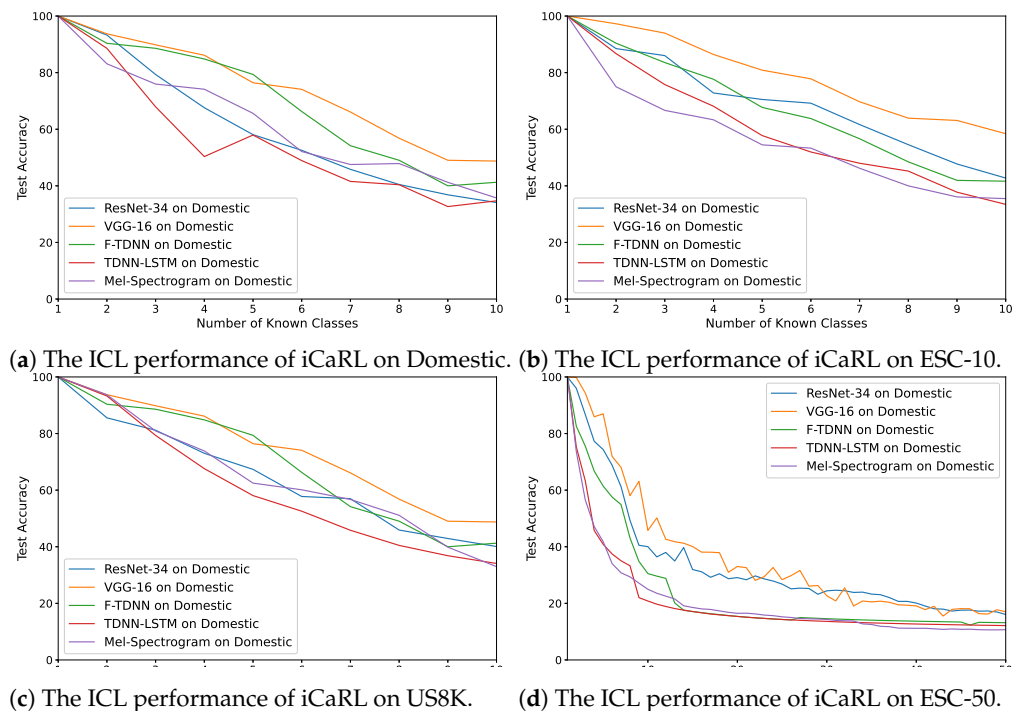 100
80
60
40
20
0
Test Accuracy
ResNet-34 on Domestic
VGG-16 on Domestic
F-TDNN on Domestic
TDNN-LSTM on Domestic
Mel-Spectrogram on Domestic
1 2 3 4 5 6 7 8 9 10
Number of Known Classes
(a) The ICL performance of iCaRL on Domestic.
100
80
60
40
20
0
Test Accuracy
ResNet-34 on Domestic
VGG-16 on Domestic
F-TDNN on Domestic
TDNN-LSTM on Domestic
Mel-Spectrogram on Domestic
1 2 3 4 5 6 7 8 9 10
Number of Known Classes
(b) The ICL performance of iCaRL on ESC-10.
100
80
60
40
20
0
Test Accuracy
ResNet-34 on Domestic
VGG-16 on Domestic
F-TDNN on Domestic
TDNN-LSTM on Domestic
Mel-Spectrogram on Domestic
(c) The ICL performance of iCaRL on US8K.
100
80
60
40
20
0
Test Accuracy
ResNet-34 on Domestic
VGG-16 on Domestic
F-TDNN on Domestic
TDNN-LSTM on Domestic
Mel-Spectrogram on Domestic
(d) The ICL performance of iCaRL on ESC-50.